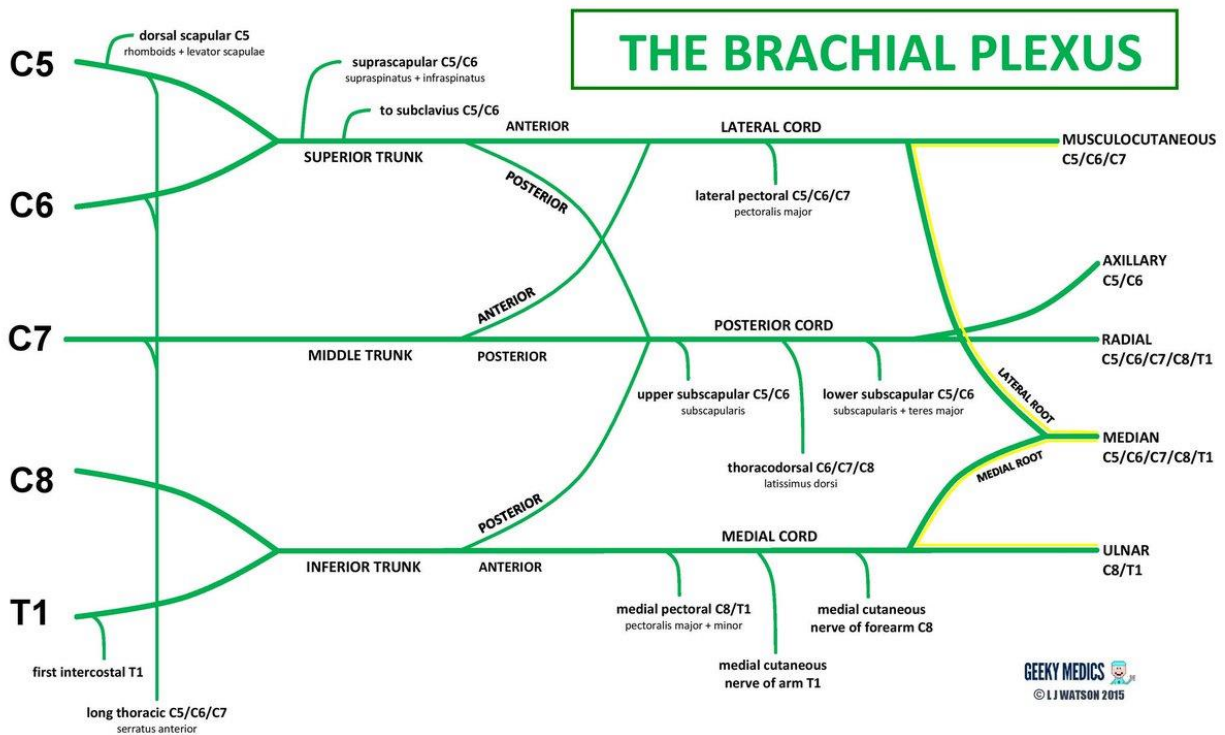 THE BRACHIAL PLEXUS
C5
dorsal scapular C5
rhomboids + levator scapulae
suprascapular C5/C6
supraspinatus + infraspinatus
to subclavius C5/C6
SUPERIOR TRUNK
ANTERIOR
POSTERIOR
LATERAL CORD
lateral pectoral C5/C6/C7
pectoralis major
MUSCULOCUTANEOUS
C5/C6/C7
C6
AXILLARY
C5/C6
C7
MIDDLE TRUNK
ANTERIOR
POSTERIOR
POSTERIOR CORD
upper subscapular C5/C6
subscapularis
lower subscapular C5/C6
subscapularis + teres major
thoracodorsal C6/C7/C8
latissimus dorsi
RADIAL
C5/C6/C7/C8/T1
LATERAL ROOT
MEDIAN
C5/C6/C7/C8/T1
MEDIAL ROOT
C8
POSTERIOR
INFERIOR TRUNK
ANTERIOR
MEDIAL CORD
ULNAR
C8/T1
medial pectoral C8/T1
pectoralis major + minor
medial cutaneous
nerve of arm T1
medial cutaneous
nerve of forearm C8
T1
first intercostal T1
long thoracic C5/C6/C7
serratus anterior
GEEKY MEDICS
© L J WATSON 2015